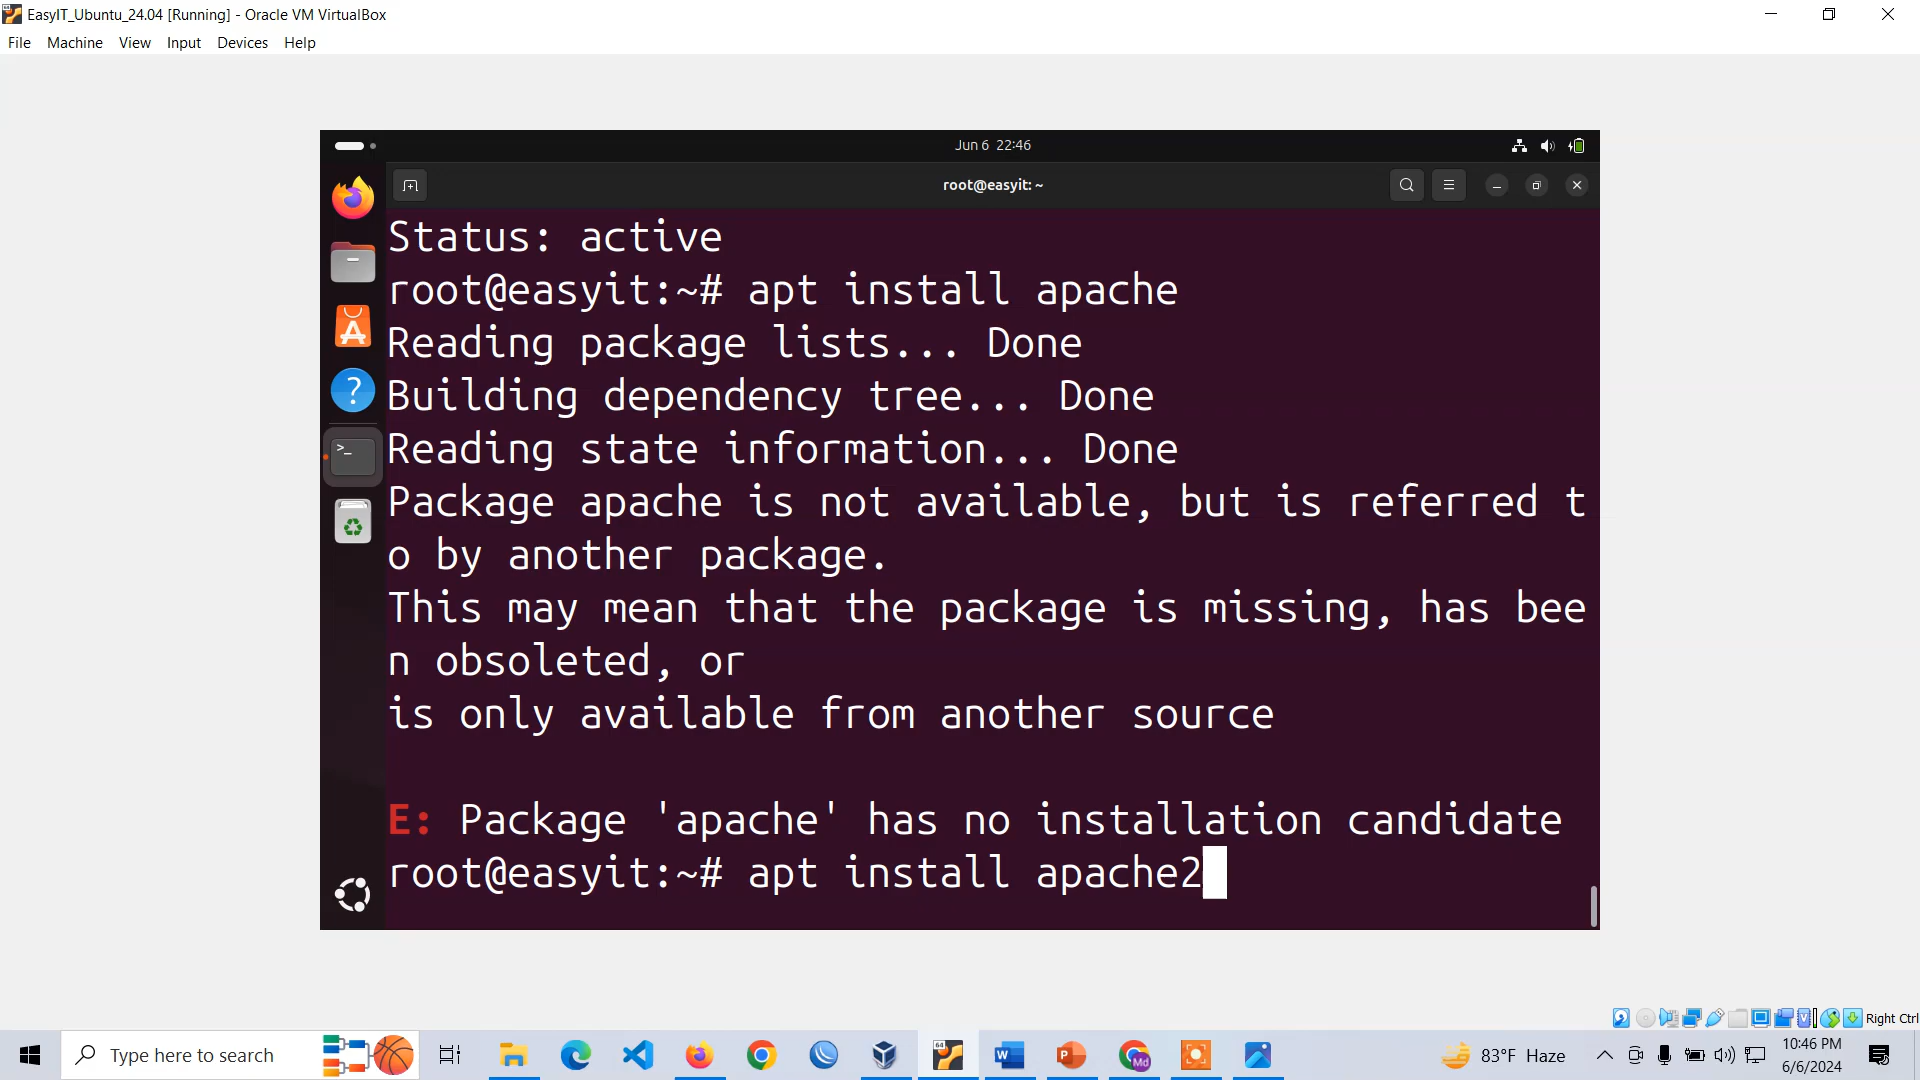 EasyIT_Ubuntu_24.04 [Running] - Oracle VM VirtualBox
File Machine View Input Devices Help
Jun 6 22:46
root@easyit: ~
Status: active
root@easyit:~# apt install apache
Reading package lists... Done
Building dependency tree... Done
Reading state information... Done
Package apache is not available, but is referred t
o by another package.
This may mean that the package is missing, has bee
n obsoleted, or
is only available from another source
E: Package 'apache' has no installation candidate
root@easyit:~# apt install apache2
Right Ctrl
Type here to search
83°F Haze
10:46 PM
6/6/2024